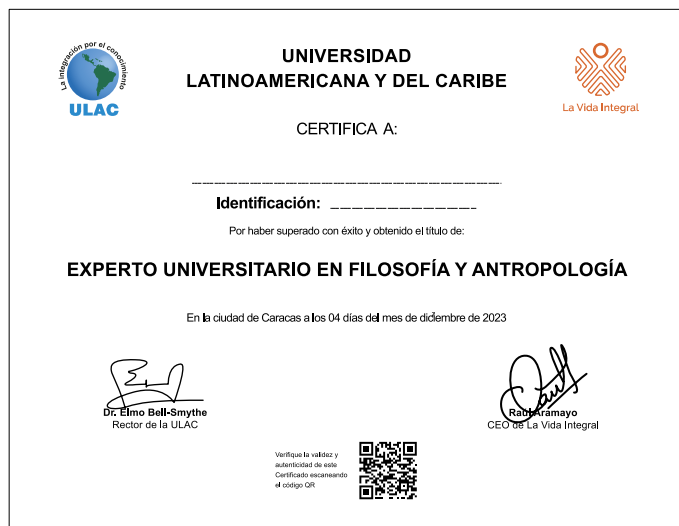 La integración por el conocimiento
ULAC
UNIVERSIDAD
LATINOAMERICANA Y DEL CARIBE
La Vida Integral
CERTIFICA A:
Identificación:
Por haber superado con éxito y obtenido el título de:
EXPERTO UNIVERSITARIO EN FILOSOFÍA Y ANTROPOLOGÍA
En la ciudad de Caracas a los 04 días del mes de diciembre de 2023
Dr. Elmo Bell-Smythe
Rector de la ULAC
Raúl Aramayo
CEO de La Vida Integral
Verifique la validez y
autenticidad de este
Certificado escaneando
el código QR